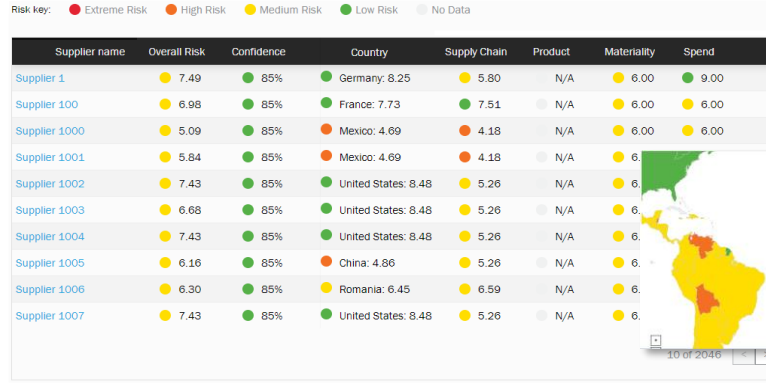 Risk key: Extreme Risk High Risk Medium Risk Low Risk No Data
Supplier name Overall Risk Confidence Country Supply Chain Product Materiality Spend
Supplier 1 7.49 85% Germany: 8.25 5.80 N/A 6.00 9.00
Supplier 100 6.98 85% France: 7.73 7.51 N/A 6.00 6.00
Supplier 1000 5.09 85% Mexico: 4.69 4.18 N/A 6.00 6.00
Supplier 1001 5.84 85% Mexico: 4.69 4.18 N/A 6.
Supplier 1002 7.43 85% United States: 8.48 5.26 N/A 6.
Supplier 1003 6.68 85% United States: 8.48 5.26 N/A 6.
Supplier 1004 7.43 85% United States: 8.48 5.26 N/A 6.
Supplier 1005 6.16 85% China: 4.86 5.26 N/A 6.
Supplier 1006 6.30 85% Romania: 6.45 6.59 N/A 6.
Supplier 1007 7.43 85% United States: 8.48 5.26 N/A 6.
10 of 2046 < >